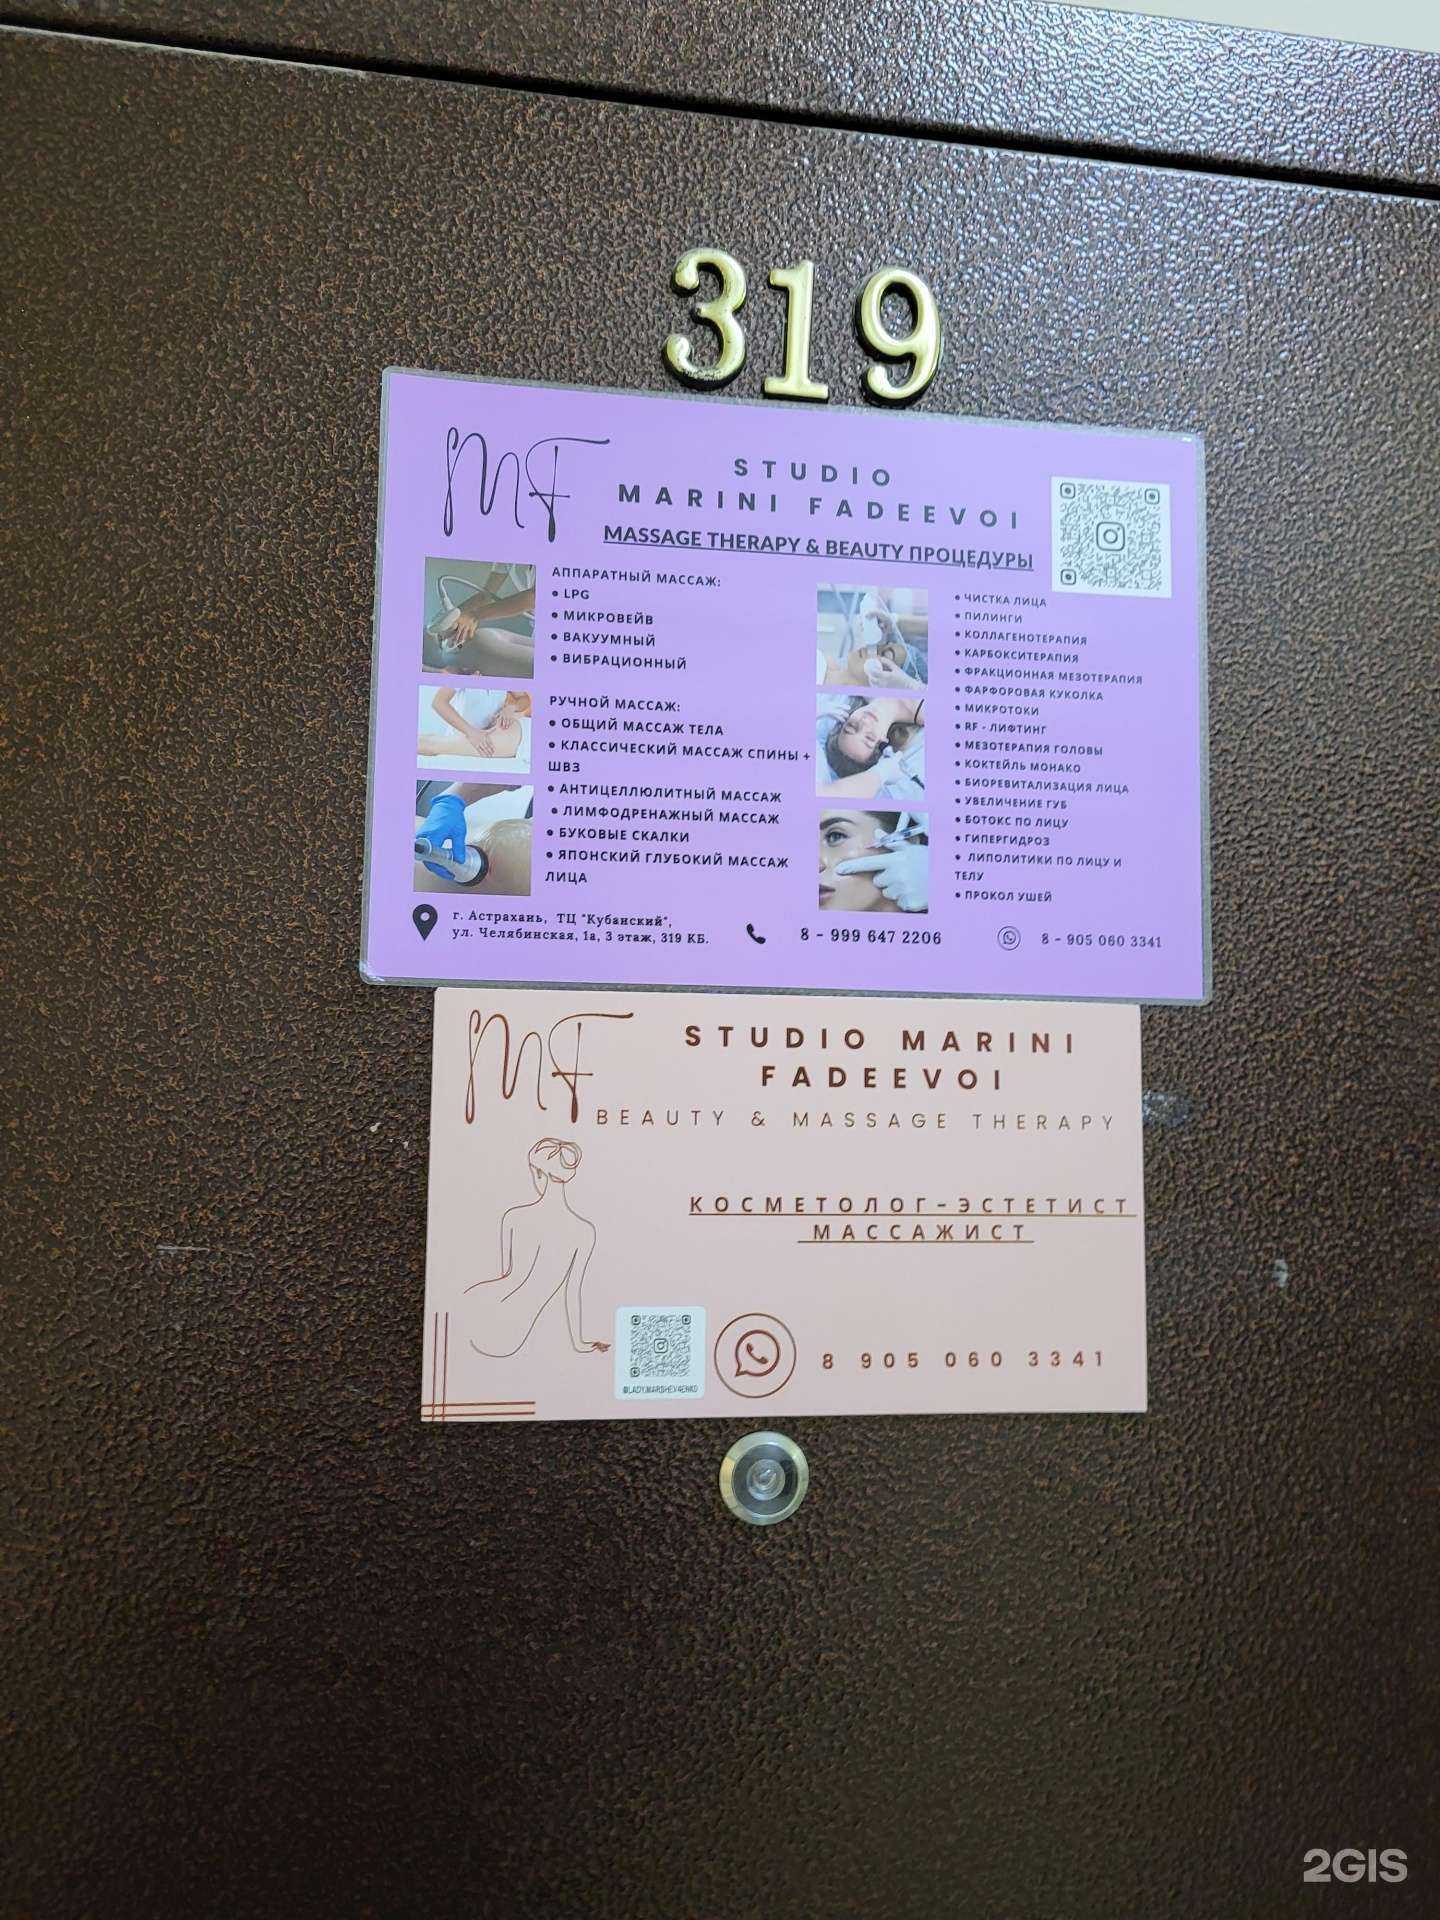 319
MF
STUDIO
MARINI FADEEVOI
MASSAGE THERAPY & BEAUTY ПРОЦЕДУРЫ
АППАРАТНЫЙ МАССАЖ:
• LPG
• МИКРОВЕЙВ
• ВАКУУМНЫЙ
• ВИБРАЦИОННЫЙ
РУЧНОЙ МАССАЖ:
• ОБЩИЙ МАССАЖ ТЕЛА
• КЛАССИЧЕСКИЙ МАССАЖ СПИНЫ +
ШВЗ
• АНТИЦЕЛЛЮЛИТНЫЙ МАССАЖ
• ЛИМФОДРЕНАЖНЫЙ МАССАЖ
• БУКОВЫЕ СКАЛКИ
• ЯПОНСКИЙ ГЛУБОКИЙ МАССАЖ
ЛИЦА
• ЧИСТКА ЛИЦА
• ПИЛИНГИ
• КОЛЛАГЕНОТЕРАПИЯ
• КАРБОКСИТЕРАПИЯ
• ФРАКЦИОННАЯ МЕЗОТЕРАПИЯ
• ФАРФОРОВАЯ КУКОЛКА
• МИКРОТОКИ
• RF - ЛИФТИНГ
• МЕЗОТЕРАПИЯ ГОЛОВЫ
• КОКТЕЙЛЬ МОНАКО
• БИОРЕВИТАЛИЗАЦИЯ ЛИЦА
• УВЕЛИЧЕНИЕ ГУБ
• БОТОКС ПО ЛИЦУ
• ГИПЕРГИДРОЗ
• ЛИПОЛИТИКИ ПО ЛИЦУ И
ТЕЛУ
• ПРОКОЛ УШЕЙ
г. Астрахань, ТЦ "Кубанский",
ул. Челябинская, 1а, 3 этаж, 319 КБ.
8 - 999 647 2206
8 - 905 060 3341
MF
STUDIO MARINI
FADEEVOI
BEAUTY & MASSAGE THERAPY
КОСМЕТОЛОГ-ЭСТЕТИСТ
МАССАЖИСТ
@LADY.MARSHEV4ENKO
8 905 060 3341
2GIS